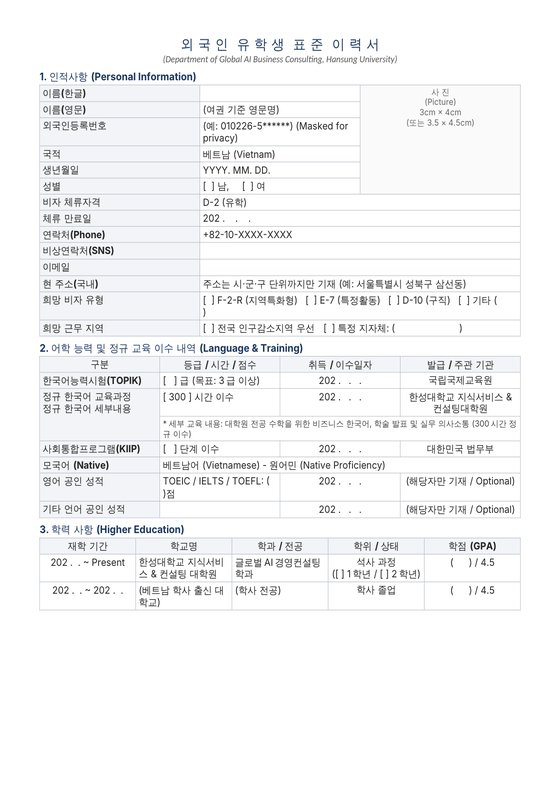 외국인 유학생 표준 이력서
(Department of Global AI Business Consulting, Hansung University)
1. 인적사항 (Personal Information)
이름(한글)
사 진
(Picture)
3cm × 4cm
(또는 3.5 × 4.5cm)
이름(영문) (여권 기준 영문명)
외국인등록번호 (예: 010226-5******) (Masked for
privacy)
국적 베트남 (Vietnam)
생년월일 YYYY. MM. DD.
성별 [ ] 남, [ ] 여
비자 체류자격 D-2 (유학)
체류 만료일 202 . . .
연락처(Phone) +82-10-XXXX-XXXX
비상연락처(SNS)
이메일
현 주소(국내) 주소는 시·군·구 단위까지만 기재 (예: 서울특별시 성북구 삼선동)
희망 비자 유형 [ ] F-2-R (지역특화형) [ ] E-7 (특정활동) [ ] D-10 (구직) [ ] 기타 (
)
희망 근무 지역 [ ] 전국 인구감소지역 우선 [ ] 특정 지자체: ( )
2. 어학 능력 및 정규 교육 이수 내역 (Language & Training)
구분 등급 / 시간 / 점수 취득 / 이수일자 발급 / 주관 기관
한국어능력시험(TOPIK) [ ] 급 (목표: 3급 이상) 202 . . . 국립국제교육원
정규 한국어 교육과정 [ 300 ] 시간 이수 202 . . . 한성대학교 지식서비스 &
정규 한국어 세부내용 컨설팅대학원
* 세부 교육 내용: 대학원 전공 수학을 위한 비즈니스 한국어, 학술 발표 및 실무 의사소통 (300시간 정
규 이수)
사회통합프로그램(KIIP) [ ] 단계 이수 202 . . . 대한민국 법무부
모국어 (Native) 베트남어 (Vietnamese) - 원어민 (Native Proficiency)
영어 공인 성적 TOEIC / IELTS / TOEFL: ( 202 . . . (해당자만 기재 / Optional)
)점
기타 언어 공인 성적 202 . . . (해당자만 기재 / Optional)
3. 학력 사항 (Higher Education)
재학 기간 학교명 학과 / 전공 학위 / 상태 학점 (GPA)
202 . . ~ Present 한성대학교 지식서비 글로벌 AI 경영컨설팅 석사 과정 ( ) / 4.5
스 & 컨설팅 대학원 학과 ([ ] 1학년 / [ ] 2학년)
202 . . ~ 202 . . (베트남 학사 출신 대 (학사 전공) 학사 졸업 ( ) / 4.5
학교)